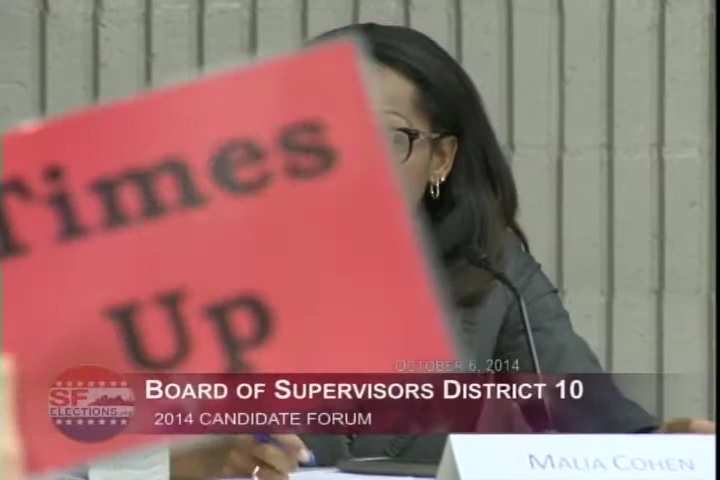 Times
Up
OCTOBER 6, 2014
SF
ELECTIONS
BOARD OF SUPERVISORS DISTRICT 10
2014 CANDIDATE FORUM
MALIA COHEN